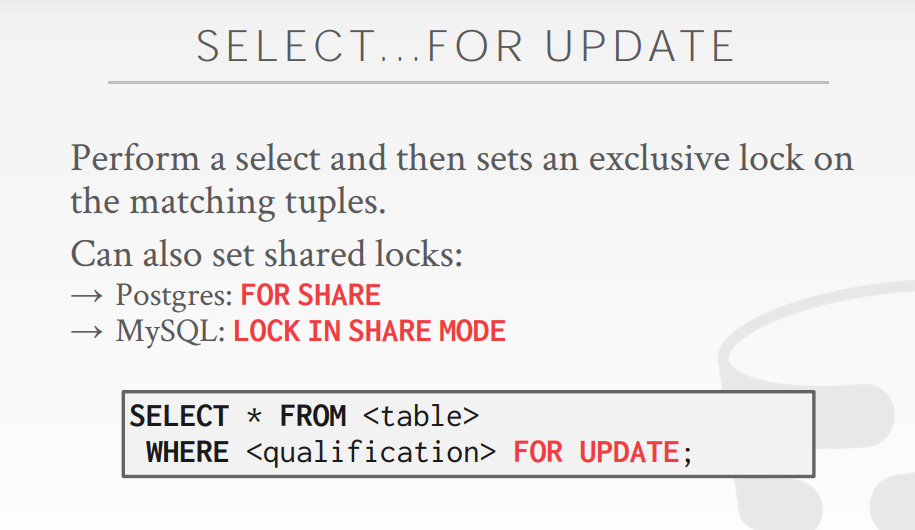 SELECT...FOR UPDATE
Perform a select and then sets an exclusive lock on
the matching tuples.
Can also set shared locks:
→ Postgres: FOR SHARE
→ MySQL: LOCK IN SHARE MODE
SELECT * FROM <table>
WHERE <qualification> FOR UPDATE;